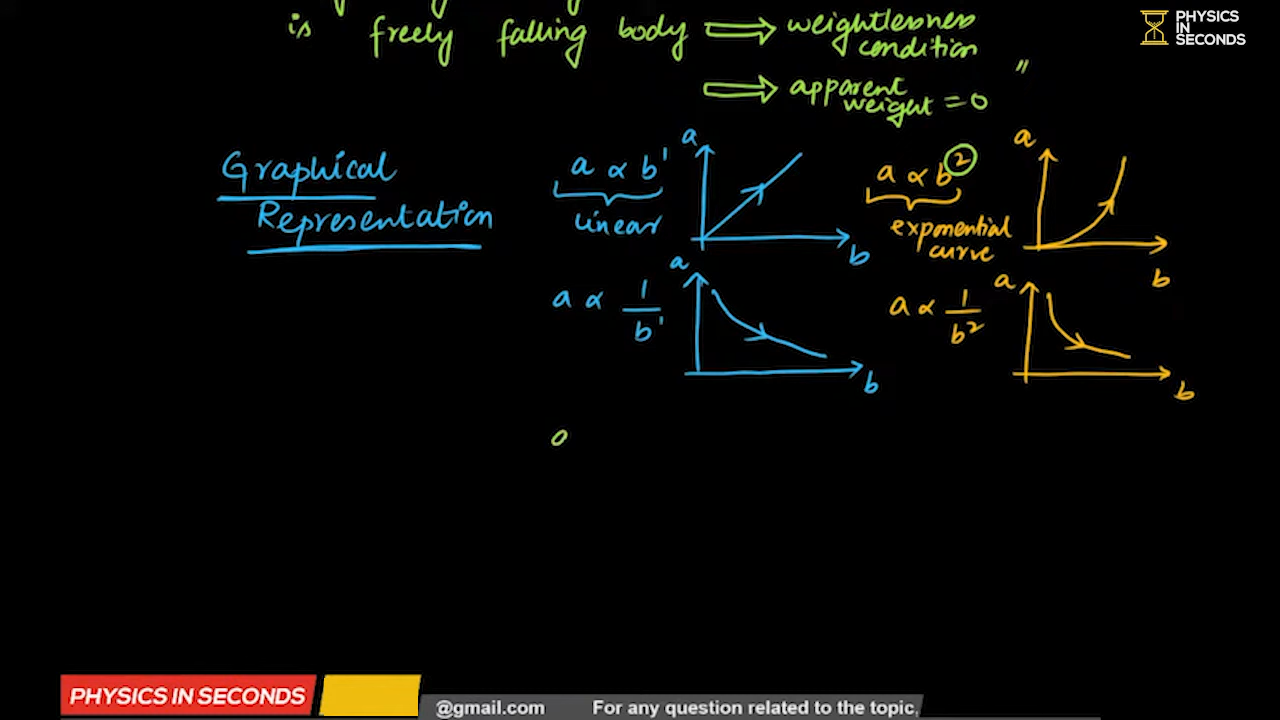 is freely falling body ⟹ weightlessness
condition
⟹ apparent
weight = 0
"
PHYSICS
IN
SECONDS
Graphical
Representation
a ∝ b¹
linear
a
b
a ∝ b²
exponential
curve
a
b
a ∝ 1/b¹
a
b
a ∝ 1/b²
a
b
PHYSICS IN SECONDS
@gmail.com For any question related to the topic,